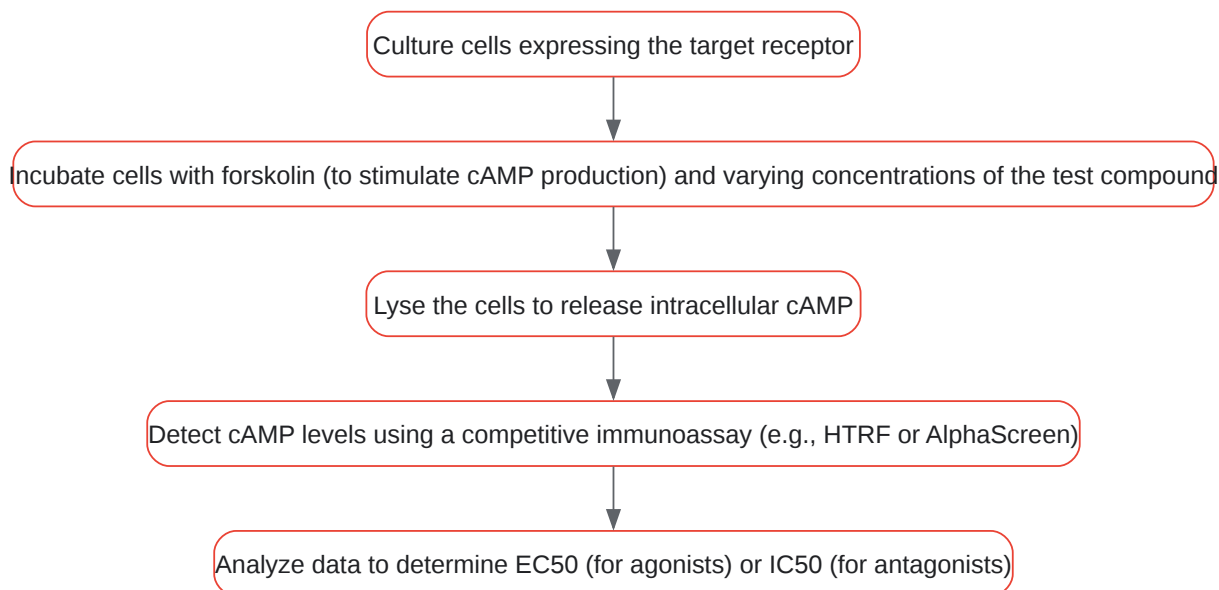 Culture cells expressing the target receptor
Incubate cells with forskolin (to stimulate cAMP production) and varying concentrations of the test compound
Lyse the cells to release intracellular cAMP
Detect cAMP levels using a competitive immunoassay (e.g., HTRF or AlphaScreen)
Analyze data to determine EC50 (for agonists) or IC50 (for antagonists)